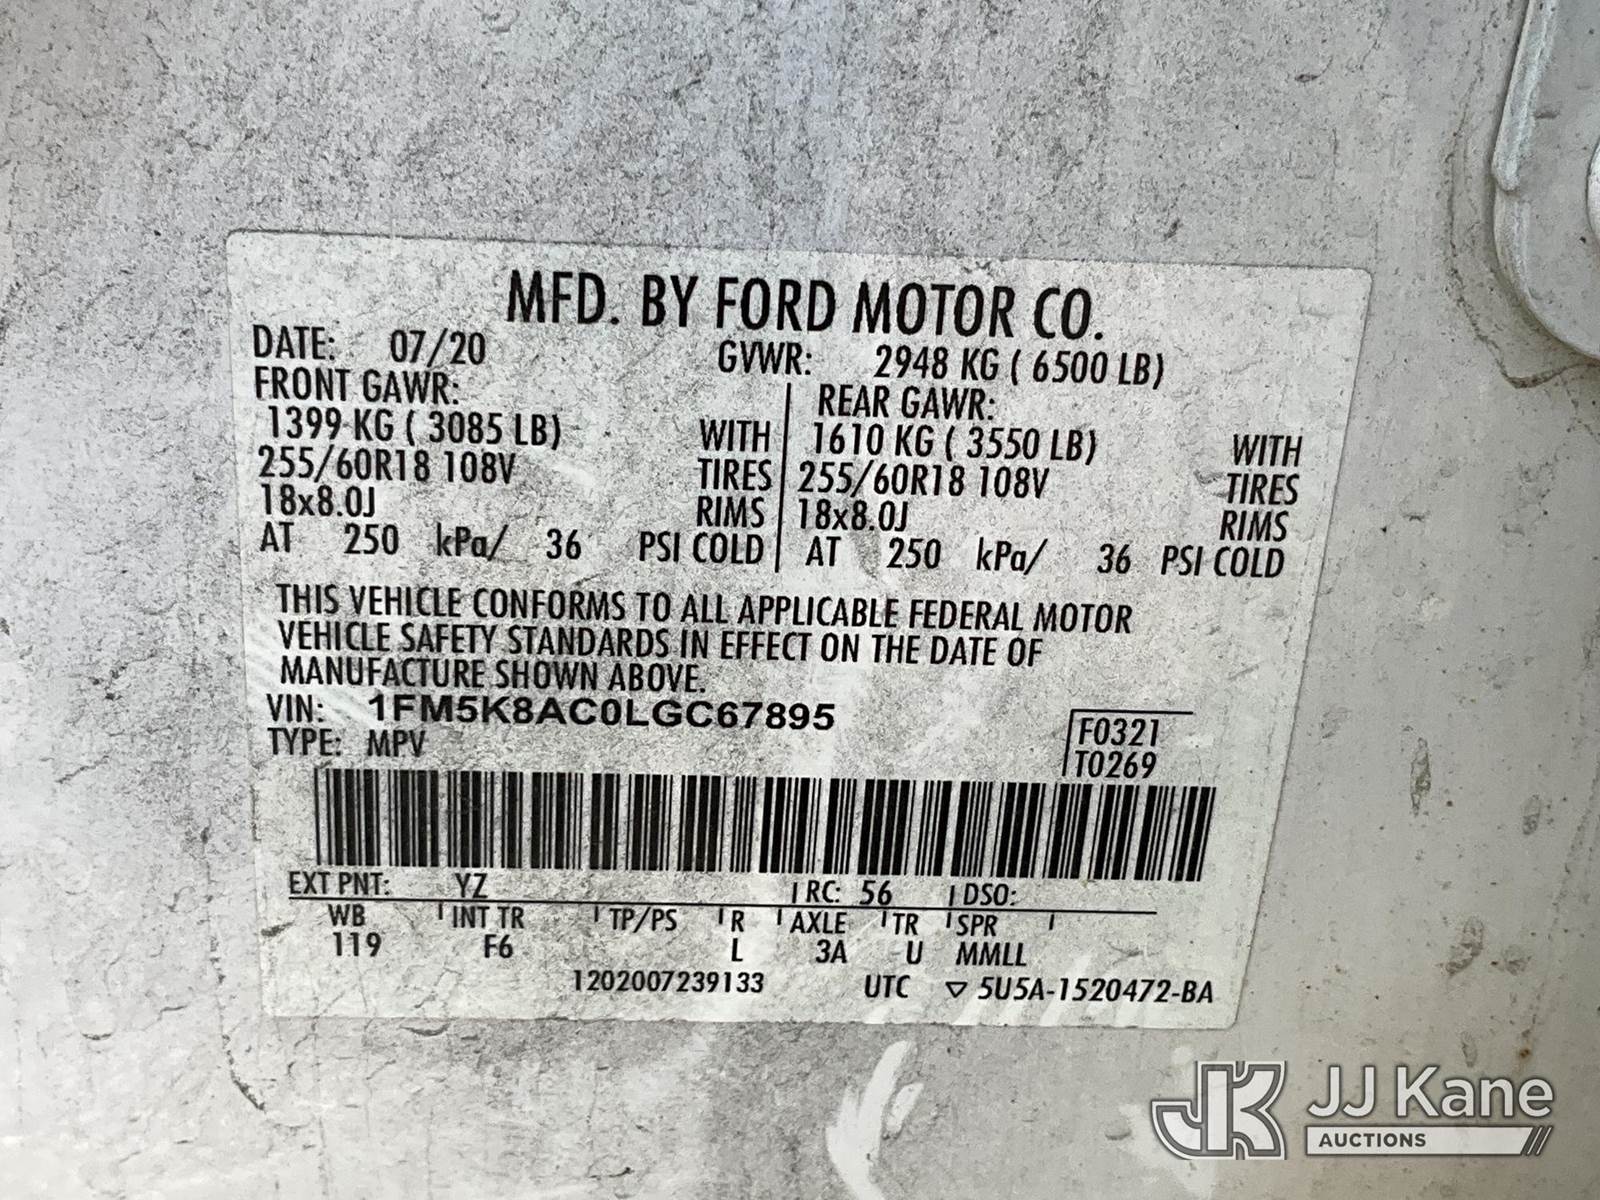 MFD. BY FORD MOTOR CO.
DATE: 07/20 GVWR: 2948 KG ( 6500 LB)
FRONT GAWR: REAR GAWR:
1399 KG ( 3085 LB) WITH 1610 KG ( 3550 LB) WITH
255/60R18 108V TIRES 255/60R18 108V TIRES
18x8.0J RIMS 18x8.0J RIMS
AT 250 kPa/ 36 PSI COLD AT 250 kPa/ 36 PSI COLD
THIS VEHICLE CONFORMS TO ALL APPLICABLE FEDERAL MOTOR
VEHICLE SAFETY STANDARDS IN EFFECT ON THE DATE OF
MANUFACTURE SHOWN ABOVE.
VIN: 1FM5K8AC0LGC67895 F0321
TYPE: MPV T0269
EXT PNT: YZ RC: 56 DSO:
WB INT TR TP/PS R AXLE TR SPR
119 F6 L 3A U MMLL
1202007239133 UTC ▽ 5U5A-1520472-BA
JK JJ Kane
AUCTIONS